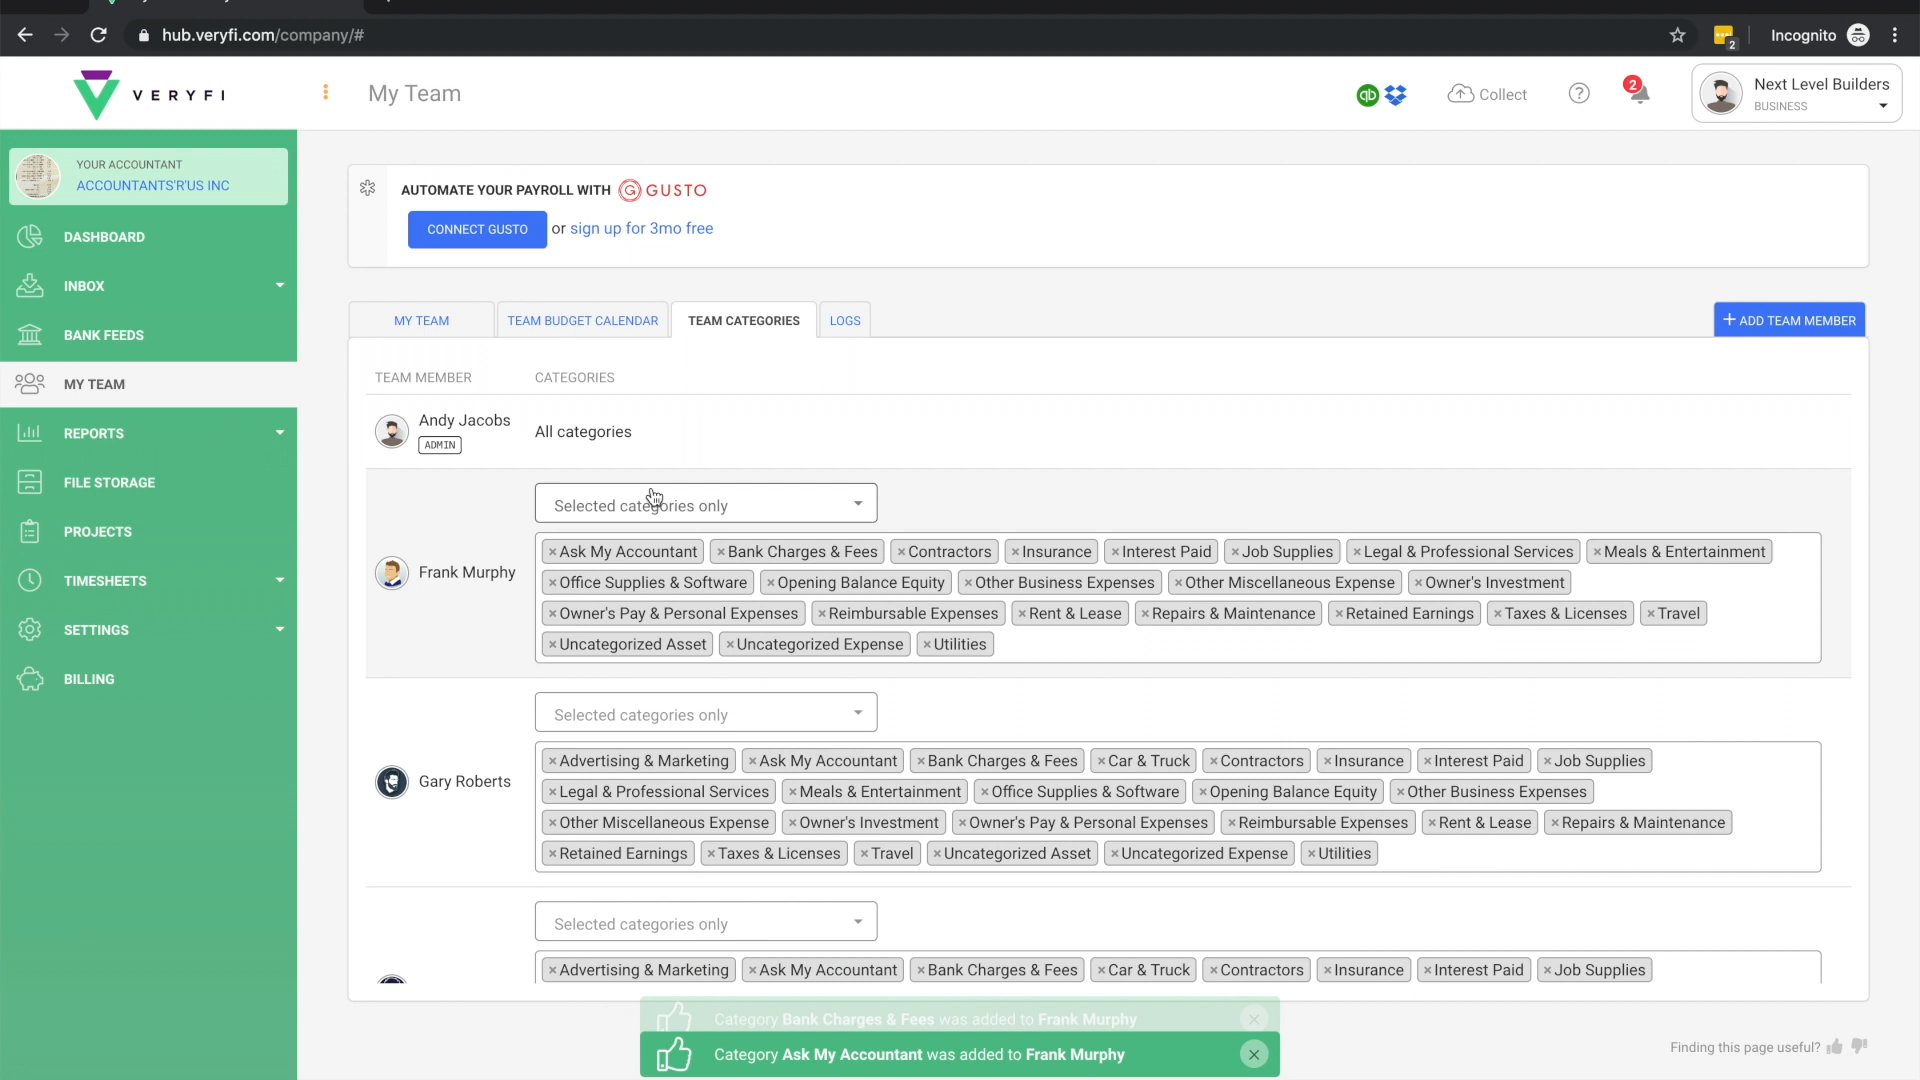 hub.veryfi.com/company/#
2
Incognito
VERYFI
My Team
qb
Collect
?
2
Next Level Builders
BUSINESS
YOUR ACCOUNTANT
ACCOUNTANTS'R'US INC
DASHBOARD
INBOX
BANK FEEDS
MY TEAM
REPORTS
FILE STORAGE
PROJECTS
TIMESHEETS
SETTINGS
BILLING
AUTOMATE YOUR PAYROLL WITH G GUSTO
CONNECT GUSTO or sign up for 3mo free
MY TEAM TEAM BUDGET CALENDAR TEAM CATEGORIES LOGS + ADD TEAM MEMBER
TEAM MEMBER CATEGORIES
Andy Jacobs
ADMIN
All categories
Selected categories only
Frank Murphy
×Ask My Accountant ×Bank Charges & Fees ×Contractors ×Insurance ×Interest Paid ×Job Supplies ×Legal & Professional Services ×Meals & Entertainment
×Office Supplies & Software ×Opening Balance Equity ×Other Business Expenses ×Other Miscellaneous Expense ×Owner's Investment
×Owner's Pay & Personal Expenses ×Reimbursable Expenses ×Rent & Lease ×Repairs & Maintenance ×Retained Earnings ×Taxes & Licenses ×Travel
×Uncategorized Asset ×Uncategorized Expense ×Utilities
Selected categories only
Gary Roberts
×Advertising & Marketing ×Ask My Accountant ×Bank Charges & Fees ×Car & Truck ×Contractors ×Insurance ×Interest Paid ×Job Supplies
×Legal & Professional Services ×Meals & Entertainment ×Office Supplies & Software ×Opening Balance Equity ×Other Business Expenses
×Other Miscellaneous Expense ×Owner's Investment ×Owner's Pay & Personal Expenses ×Reimbursable Expenses ×Rent & Lease ×Repairs & Maintenance
×Retained Earnings ×Taxes & Licenses ×Travel ×Uncategorized Asset ×Uncategorized Expense ×Utilities
Selected categories only
×Advertising & Marketing ×Ask My Accountant ×Bank Charges & Fees ×Car & Truck ×Contractors ×Insurance ×Interest Paid ×Job Supplies
Category Bank Charges & Fees was added to Frank Murphy ×
Category Ask My Accountant was added to Frank Murphy ×
Finding this page useful?